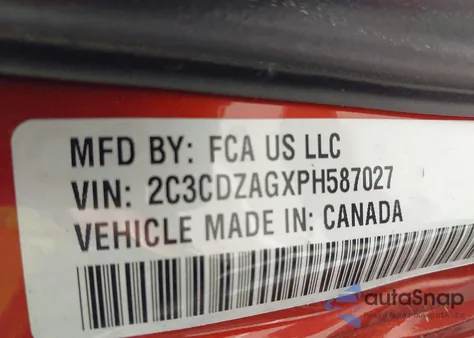 MFD BY: FCA US LLC
VIN: 2C3CDZAGXPH587027
VEHICLE MADE IN: CANADA
autoSnap